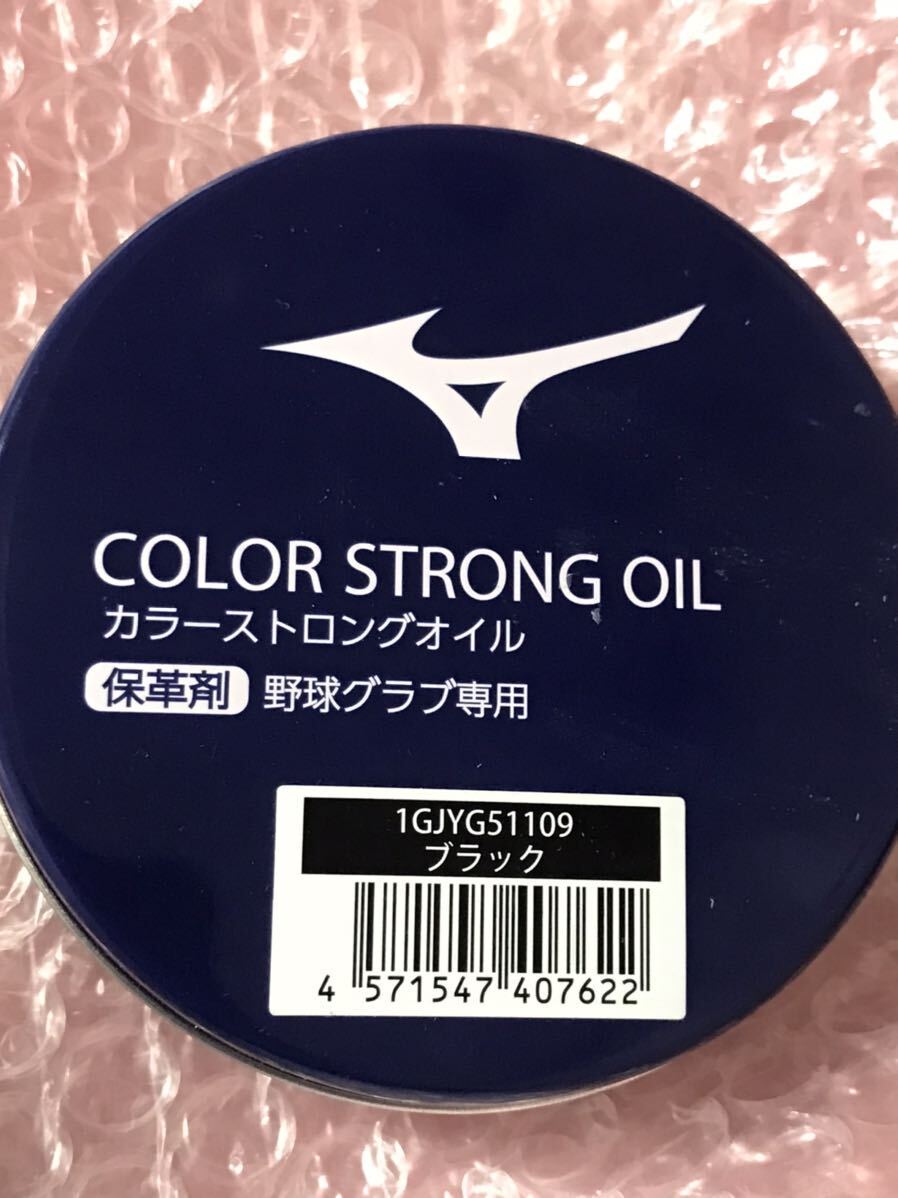 COLOR STRONG OIL
カラーストロングオイル
保革剤 野球グラブ専用
1GJYG51109
ブラック
4 571547 407622